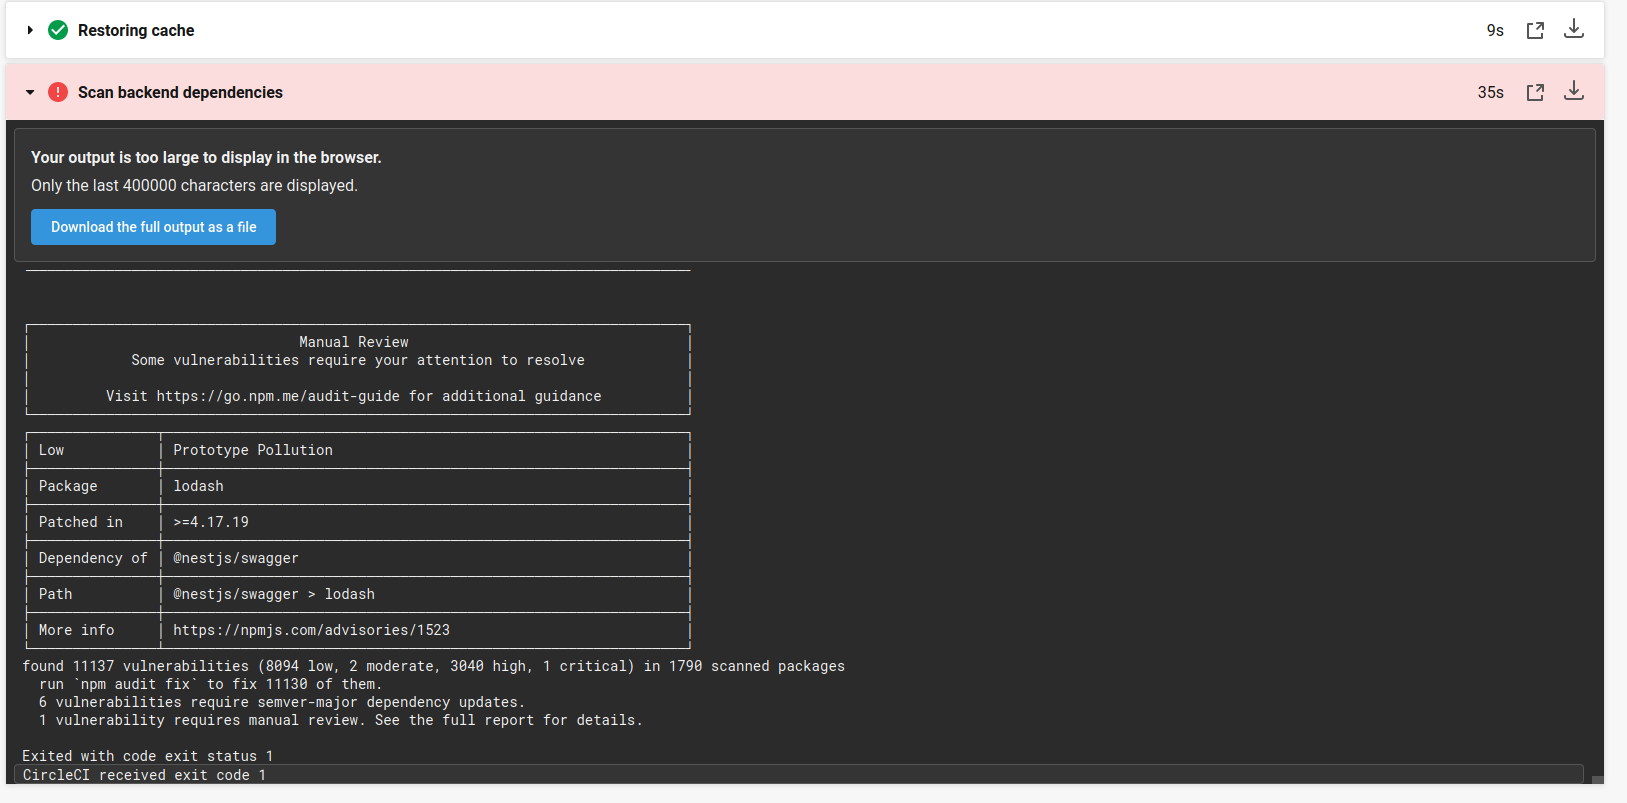 Restoring cache 9s
Scan backend dependencies 35s
Your output is too large to display in the browser.
Only the last 400000 characters are displayed.
Download the full output as a file
Manual Review
Some vulnerabilities require your attention to resolve
Visit https://go.npm.me/audit-guide for additional guidance
Low Prototype Pollution
Package lodash
Patched in >=4.17.19
Dependency of @nestjs/swagger
Path @nestjs/swagger > lodash
More info https://npmjs.com/advisories/1523
found 11137 vulnerabilities (8094 low, 2 moderate, 3040 high, 1 critical) in 1790 scanned packages
run `npm audit fix` to fix 11130 of them.
6 vulnerabilities require semver-major dependency updates.
1 vulnerability requires manual review. See the full report for details.
Exited with code exit status 1
CircleCI received exit code 1